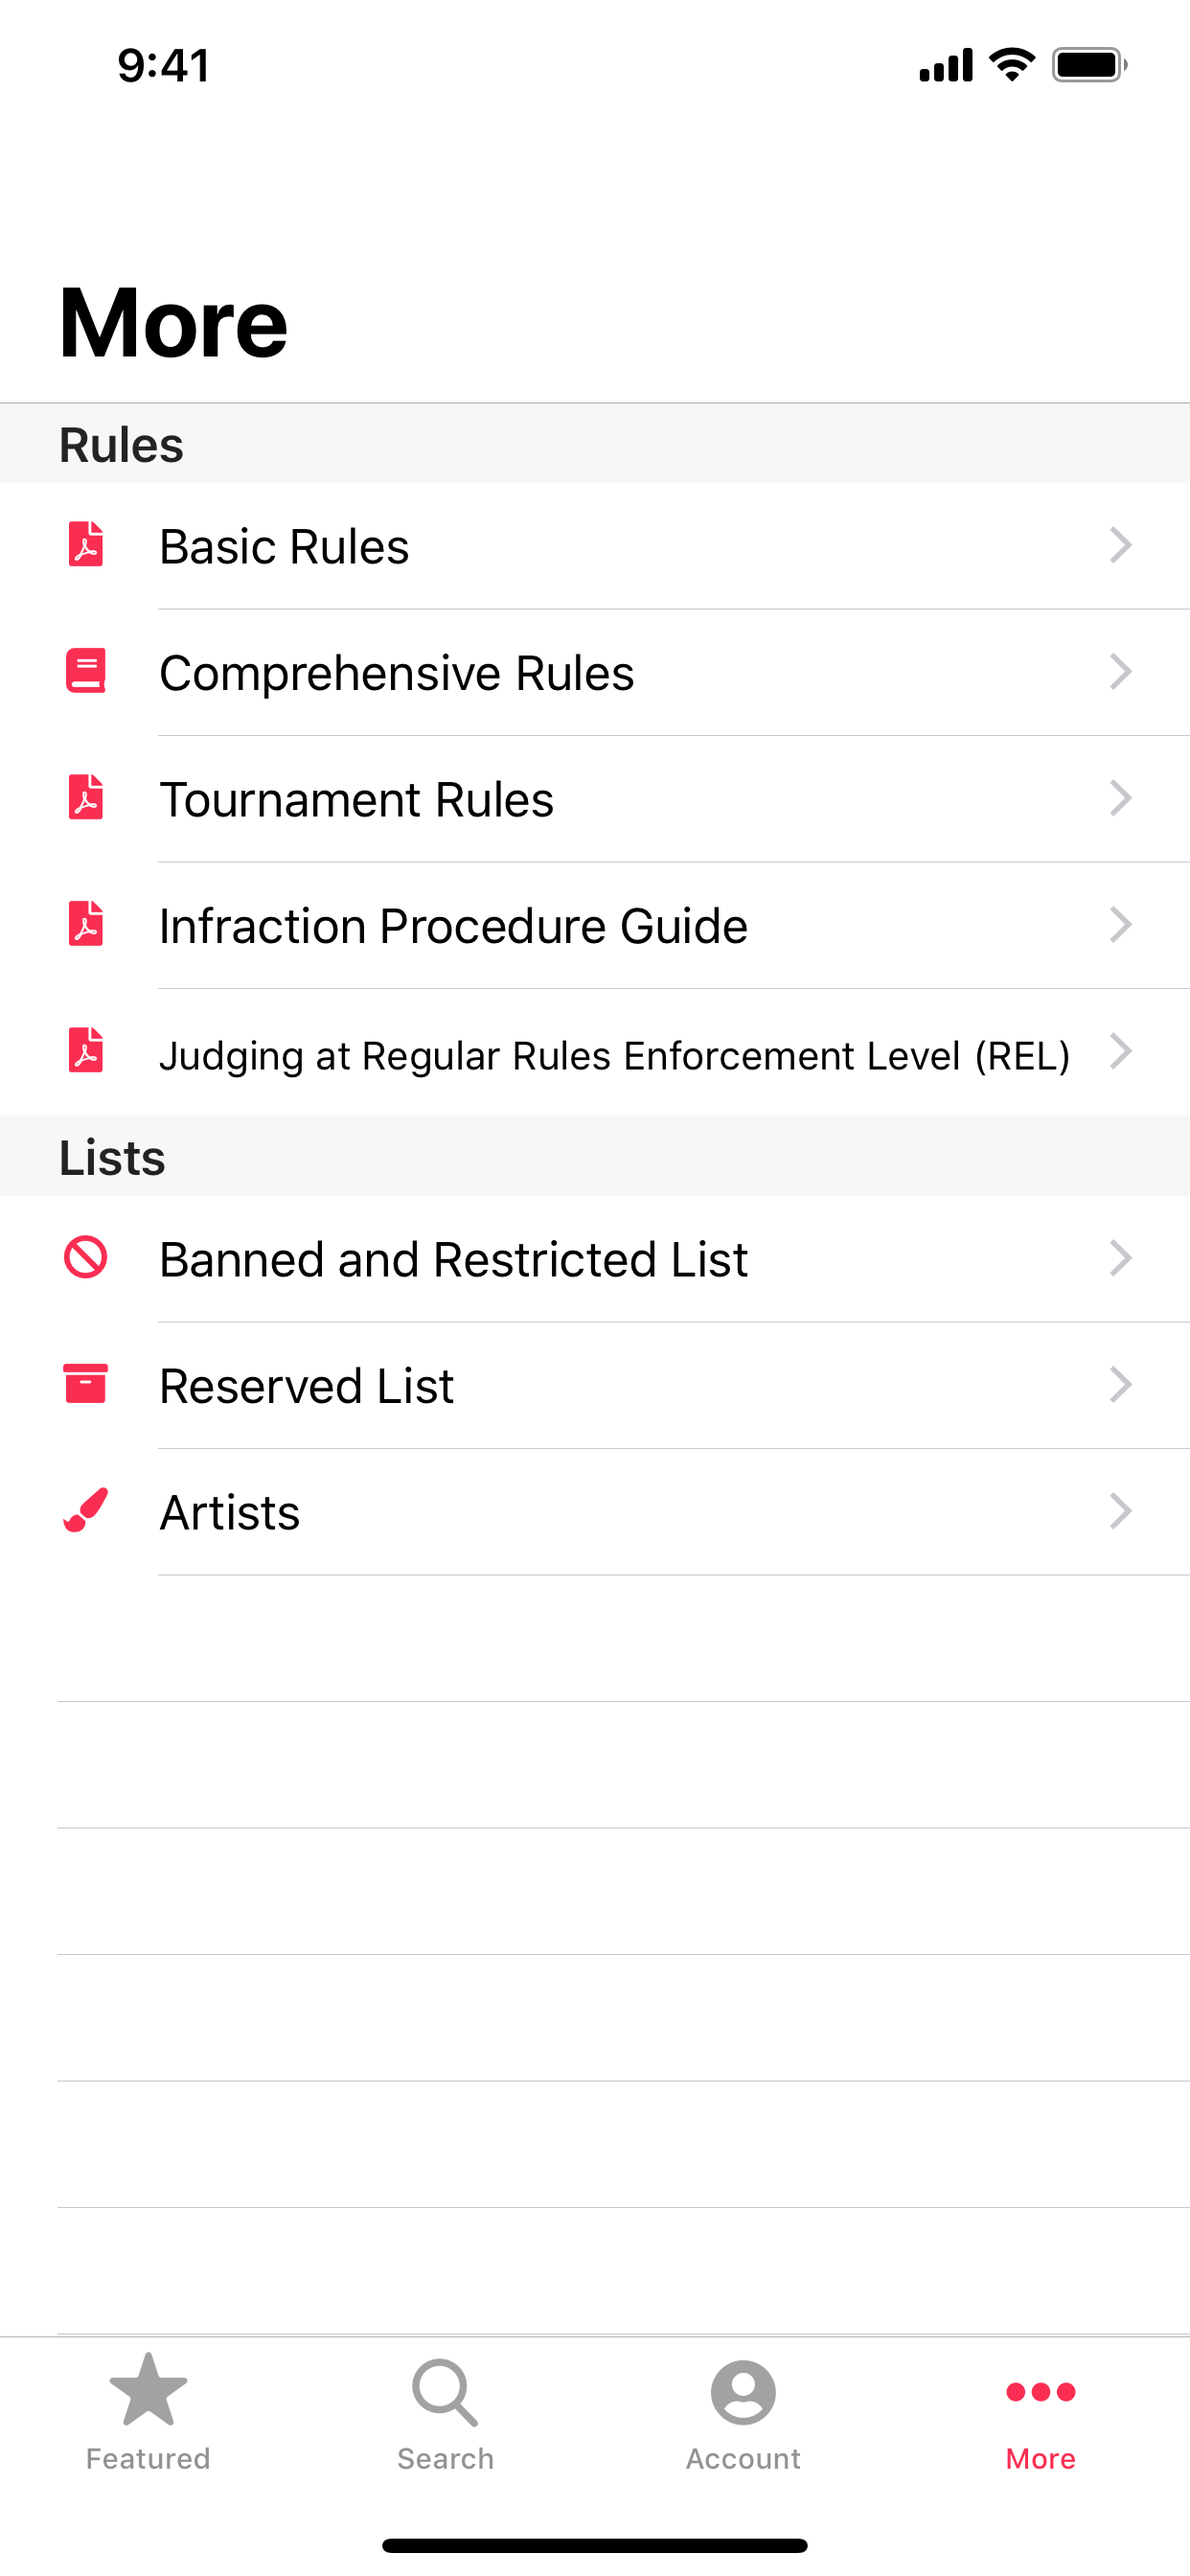 9:41
More
Rules
Basic Rules
Comprehensive Rules
Tournament Rules
Infraction Procedure Guide
Judging at Regular Rules Enforcement Level (REL)
Lists
Banned and Restricted List
Reserved List
Artists
Featured
Search
Account
More